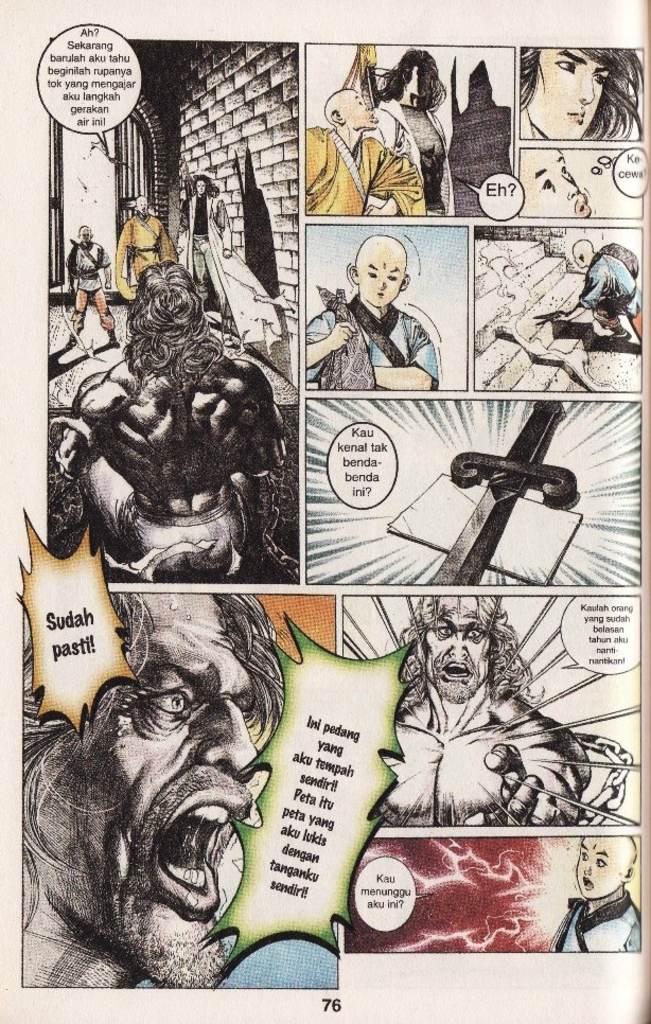 Ah?
Sekarang
barulah aku tahu
beginilah rupanya
tok yang mengajar
aku langkah
gerakan
air ini!
Eh?
Ke-
cewa!
Kau
kenal tak
benda-
benda
ini?
Sudah
pasti!
Ini pedang
yang
aku tempah
sendiri!
Peta itu
peta yang
aku lukis
dengan
tanganku
sendiri!!
Kaulah orang
yang sudah
belasan
tahun aku
nanti-
nantikan!
Kau
menunggu
aku ini?
76